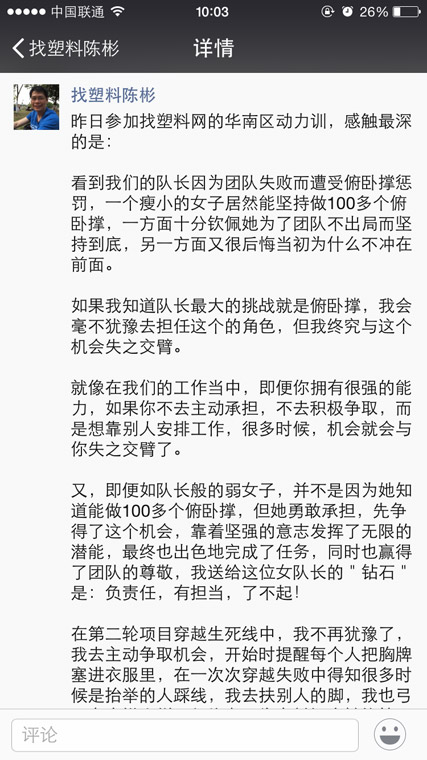 中国联通
10:03
26%
找塑料陈彬
详情
找塑料陈彬
昨日参加找塑料网的华南区动力训，感触最深
的是：
看到我们的队长因为团队失败而遭受俯卧撑惩
罚，一个瘦小的女子居然能坚持做100多个俯
卧撑，一方面十分钦佩她为了团队不出局而坚
持到底，另一方面又很后悔当初为什么不冲在
前面。
如果我知道队长最大的挑战就是俯卧撑，我会
毫不犹豫去担任这个的角色，但我终究与这个
机会失之交臂。
就像在我们的工作当中，即便你拥有很强的能
力，如果你不去主动承担，不去积极争取，而
是想靠别人安排工作，很多时候，机会就会与
你失之交臂了。
又，即便如队长般的弱女子，并不是因为她知
道能做100多个俯卧撑，但她勇敢承担，先争
得了这个机会，靠着坚强的意志发挥了无限的
潜能，最终也出色地完成了任务，同时也赢得
了团队的尊敬，我送给这位女队长的＂钻石＂
是：负责任，有担当，了不起！
在第二轮项目穿越生死线中，我不再犹豫了，
我去主动争取机会，开始时提醒每个人把胸牌
塞进衣服里，在一次次穿越失败中得知很多时
候是抬举的人踩线，我去扶别人的脚，我也弓
评论